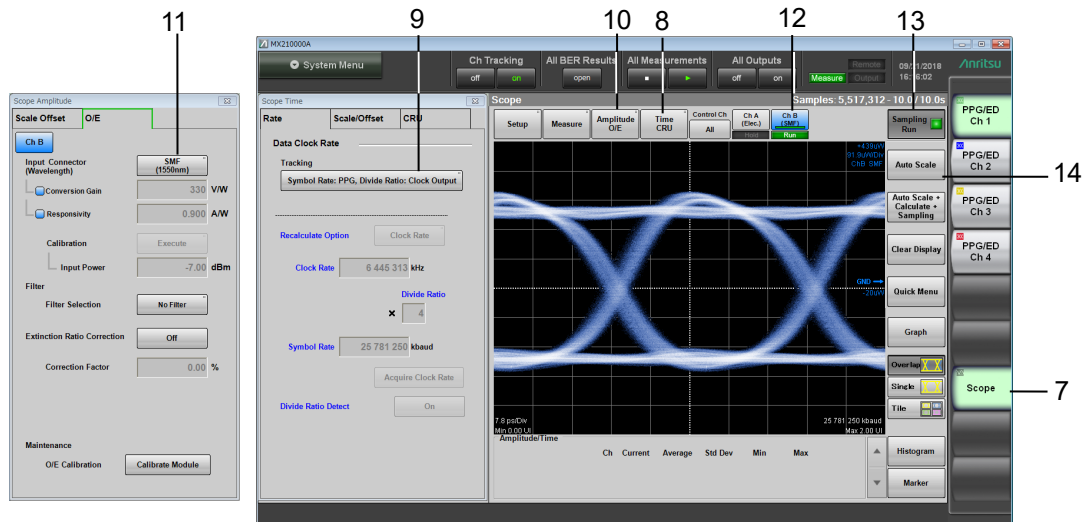 11
9
10
8
12
13
MX210000A
System Menu
Ch Tracking
off
on
All BER Results
open
All Measurements
All Outputs
off
on
Remote
Measure
Output
16:16:02
Anritsu
Scope Amplitude
Scale Offset
O/E
Ch B
Input Connector
(Wavelength)
SMF
(1550nm)
Conversion Gain
330 V/W
Responsivity
0.900 A/W
Calibration
Execute
Input Power
-7.00 dBm
Filter
Filter Selection
No Filter
Extinction Ratio Correction
Off
Correction Factor
0.00 %
Maintenance
O/E Calibration
Calibrate Module
Scope Time
Rate
Scale/Offset
CRU
Data Clock Rate
Tracking
Symbol Rate: PPG, Divide Ratio: Clock Output
Recalculate Option
Clock Rate
Clock Rate
6 445 313 kHz
Divide Ratio
× 4
Symbol Rate
25 781 250 kbaud
Acquire Clock Rate
Divide Ratio Detect
On
Scope
Samples: 5,517,312 - 10.0 / 10.0s
Setup
Measure
Amplitude
O/E
Time
CRU
Control Ch
All
Ch A
(Elec.)
Hold
Ch B
(SMF)
Run
+439uW
91.9uW/Div
ChB: SMF
GND
-20uW
7.8 ps/Div
Min 0.00 UI
25 781 250 kbaud
Max 2.00 UI
Amplitude/Time
Ch Current Average Std Dev Min Max
Sampling
Run
Auto Scale
Auto Scale +
Calculate +
Sampling
Clear Display
Quick Menu
Graph
Overlap
Single
Tile
Histogram
Marker
PPG/ED
Ch 1
PPG/ED
Ch 2
PPG/ED
Ch 3
PPG/ED
Ch 4
Scope
14
7